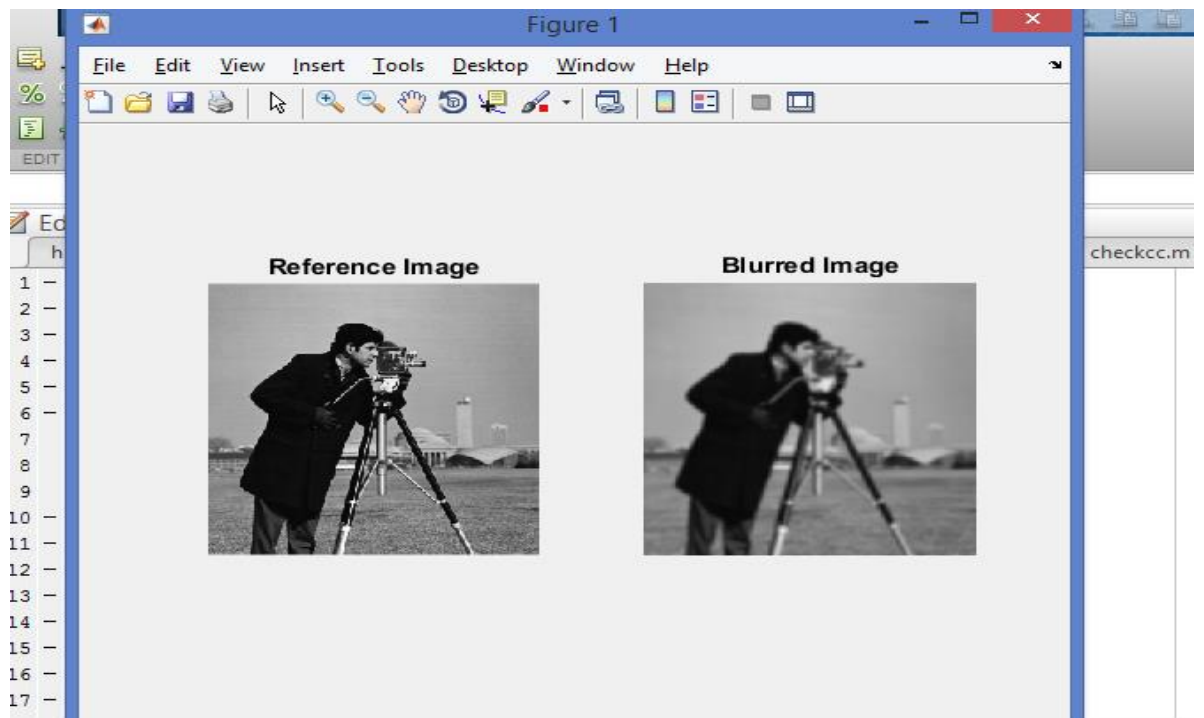 Figure 1
File Edit View Insert Tools Desktop Window Help
%
EDIT
Ed
h
checkcc.m
Reference Image
Blurred Image
1
2
3
4
5
6
7
8
9
10
11
12
13
14
15
16
17